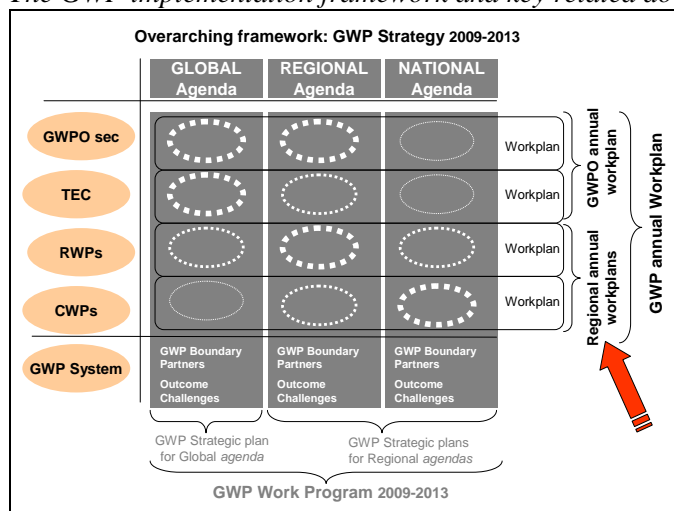 The GWP implementation framework and key related do
Overarching framework: GWP Strategy 2009-2013
GLOBAL Agenda
REGIONAL Agenda
NATIONAL Agenda
GWPO sec
Workplan
TEC
Workplan
RWPs
Workplan
CWPs
Workplan
GWPO annual workplan
Regional annual workplans
GWP annual Workplan
GWP System
GWP Boundary Partners
Outcome Challenges
GWP Boundary Partners
Outcome Challenges
GWP Boundary Partners
Outcome Challenges
GWP Strategic plan
for Global agenda
GWP Strategic plans
for Regional agendas
GWP Work Program 2009-2013